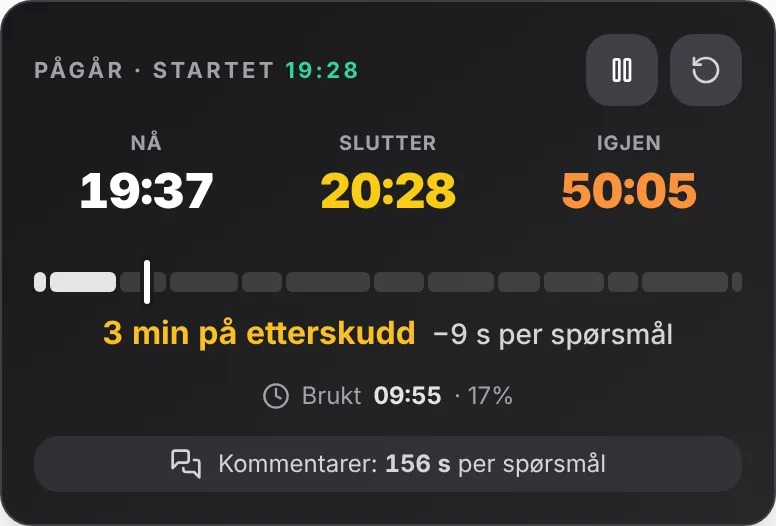 PÅGÅR · STARTET 19:28
NÅ SLUTTER IGJEN
19:37 20:28 50:05
3 min på etterskudd −9 s per spørsmål
Brukt 09:55 · 17%
Kommentarer: 156 s per spørsmål